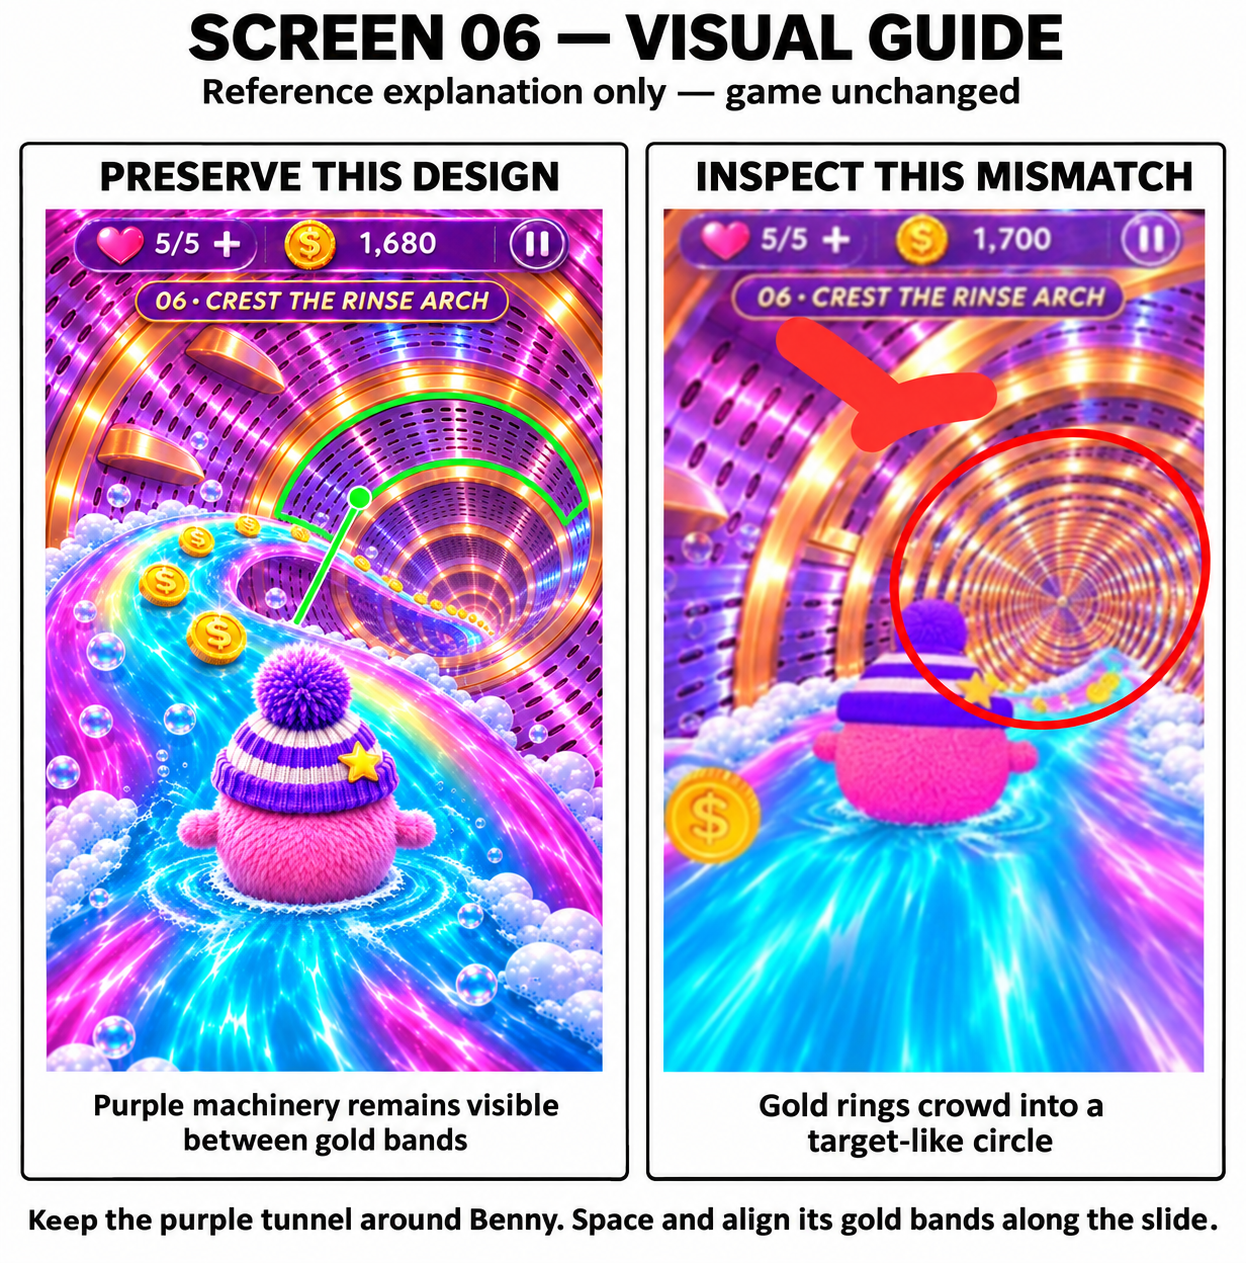 SCREEN 06 — VISUAL GUIDE
Reference explanation only — game unchanged
PRESERVE THIS DESIGN
5/5 + $ 1,680
06 · CREST THE RINSE ARCH
$
$
$
Purple machinery remains visible
between gold bands
INSPECT THIS MISMATCH
5/5 + $ 1,700
06 · CREST THE RINSE ARCH
$
Gold rings crowd into a
target-like circle
Keep the purple tunnel around Benny. Space and align its gold bands along the slide.